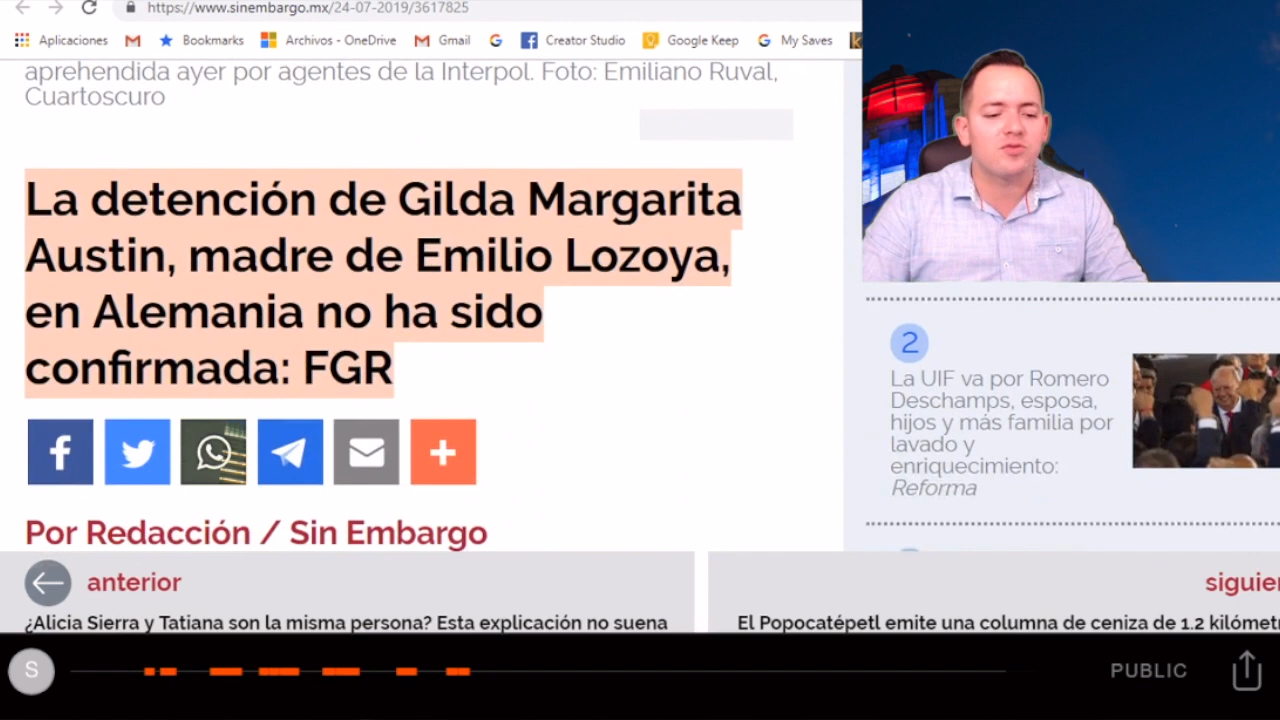 https://www.sinembargo.mx/24-07-2019/3617825
Aplicaciones Bookmarks Archivos - OneDrive Gmail Creator Studio Google Keep My Saves
aprehendida ayer por agentes de la Interpol. Foto: Emiliano Ruval,
Cuartoscuro
La detención de Gilda Margarita
Austin, madre de Emilio Lozoya,
en Alemania no ha sido
confirmada: FGR
Por Redacción / Sin Embargo
2
La UIF va por Romero
Deschamps, esposa,
hijos y más familia por
lavado y
enriquecimiento:
Reforma
anterior
¿Alicia Sierra y Tatiana son la misma persona? Esta explicación no suena
siguien
El Popocatépetl emite una columna de ceniza de 1.2 kilómetr
S
PUBLIC